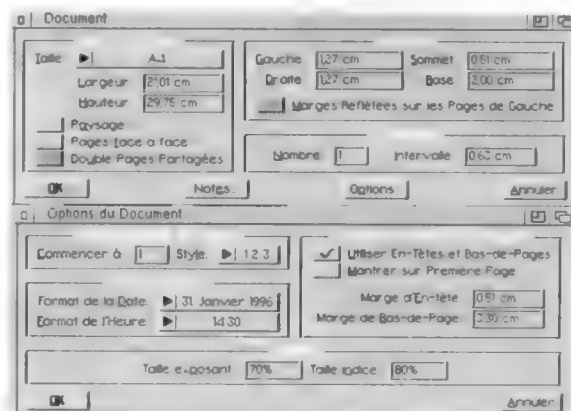 Document
Taille A4
Largeur 21,01 cm
Hauteur 29,76 cm
Paysage
Pages face a face
Double Pages Partagées
Gauche 1,27 cm Sommet 0,51 cm
Droite 1,27 cm Base 2,00 cm
Marges Reflétées sur les Pages de Gauche
Nombre 1 Intervalle 0,63 cm
OK Notes. Options Annuler
Options du Document
Commencer à 1 Style. 1 2 3
Format de la Date. 31 Janvier 1996
Format de l'Heure 14:30
Utiliser En-Têtes et Bas-de-Pages
Montrer sur Première Page
Marge d'En-tête 0,51 cm
Marge de Bas-de-Page cm
Taille exposant 70% Taille indice 80%
OK Annuler